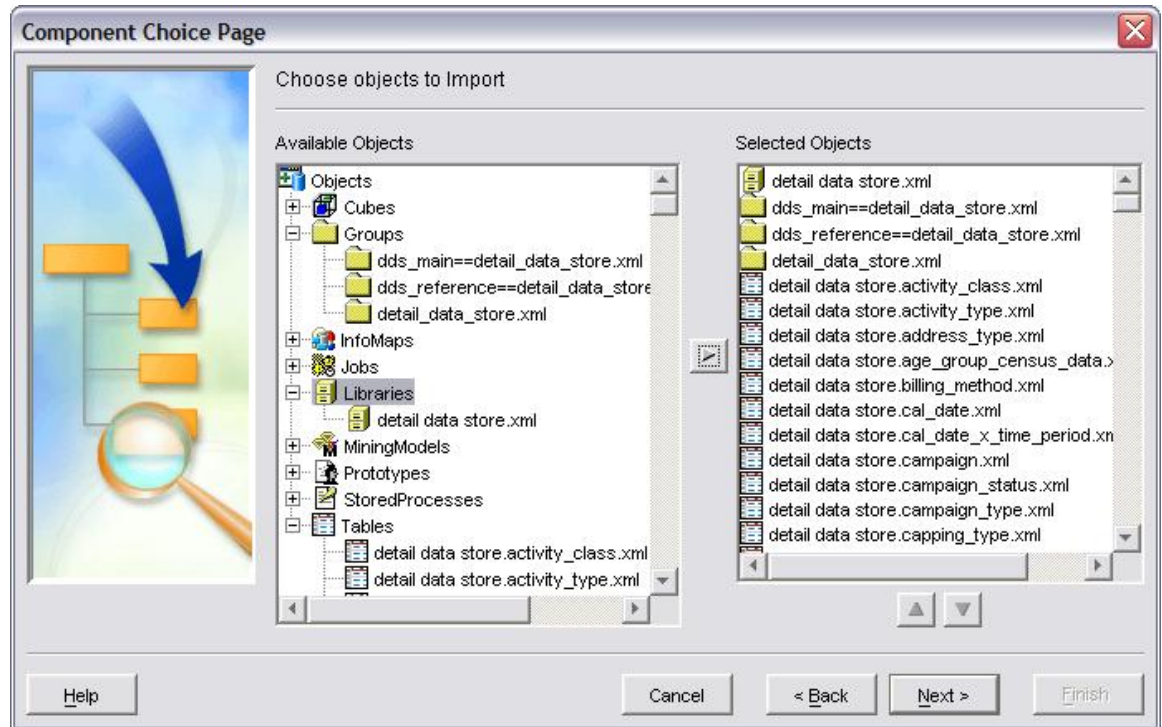 Component Choice Page
Choose objects to Import
Available Objects
Objects
Cubes
Groups
dds_main==detail_data_store.xml
dds_reference==detail_data_store
detail_data_store.xml
InfoMaps
Jobs
Libraries
detail data store.xml
MiningModels
Prototypes
StoredProcesses
Tables
detail data store.activity_class.xml
detail data store.activity_type.xml
Selected Objects
detail data store.xml
dds_main==detail_data_store.xml
dds_reference==detail_data_store.xml
detail_data_store.xml
detail data store.activity_class.xml
detail data store.activity_type.xml
detail data store.address_type.xml
detail data store.age_group_census_data.x
detail data store.billing_method.xml
detail data store.cal_date.xml
detail data store.cal_date_x_time_period.xm
detail data store.campaign.xml
detail data store.campaign_status.xml
detail data store.campaign_type.xml
detail data store.capping_type.xml
Help
Cancel
< Back
Next >
Finish